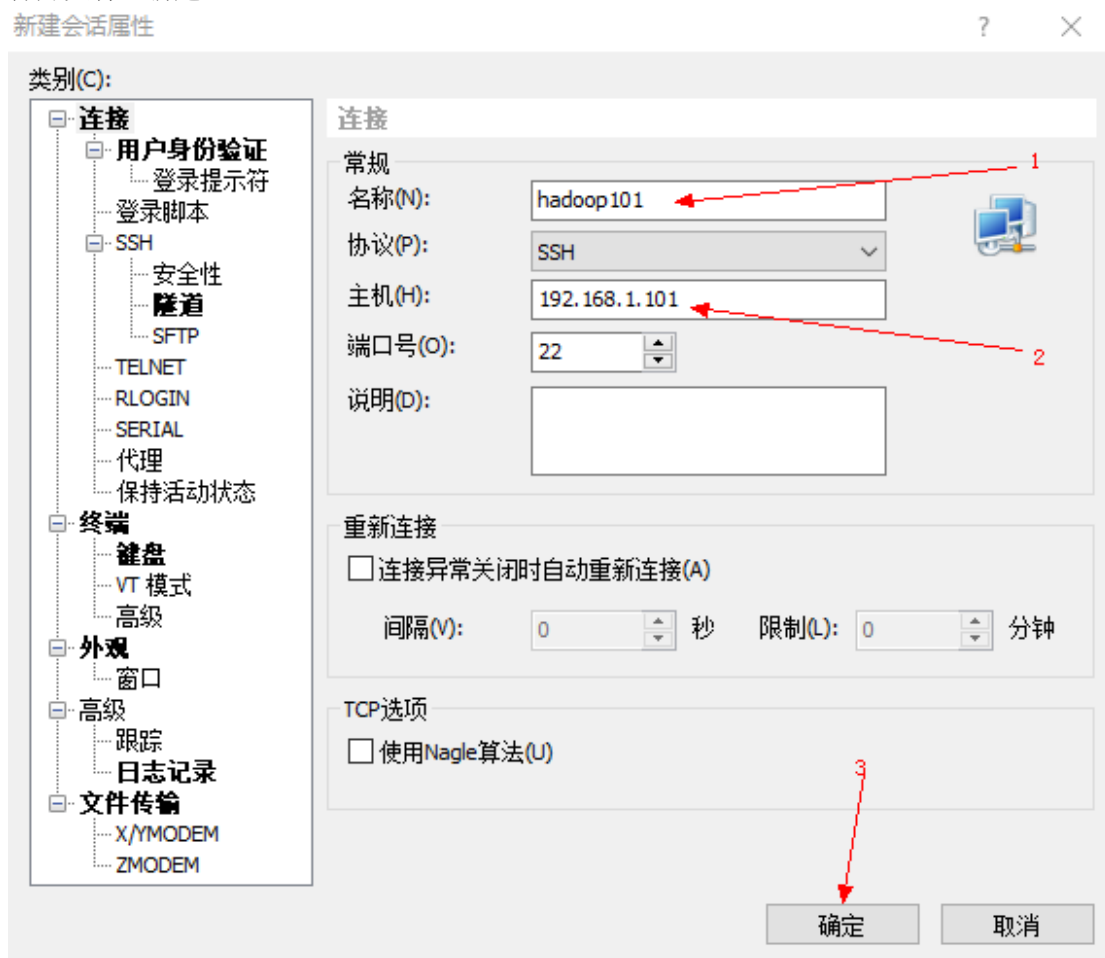 新建会话属性
类别(C):
连接
用户身份验证
登录提示符
登录脚本
SSH
安全性
隧道
SFTP
TELNET
RLOGIN
SERIAL
代理
保持活动状态
终端
键盘
VT 模式
高级
外观
窗口
高级
跟踪
日志记录
文件传输
X/YMODEM
ZMODEM
连接
常规
1
名称(N): hadoop101
协议(P): SSH
主机(H): 192.168.1.101
2
端口号(O): 22
说明(D):
重新连接
连接异常关闭时自动重新连接(A)
间隔(V): 0 秒 限制(L): 0 分钟
TCP选项
使用Nagle算法(U)
3
确定 取消